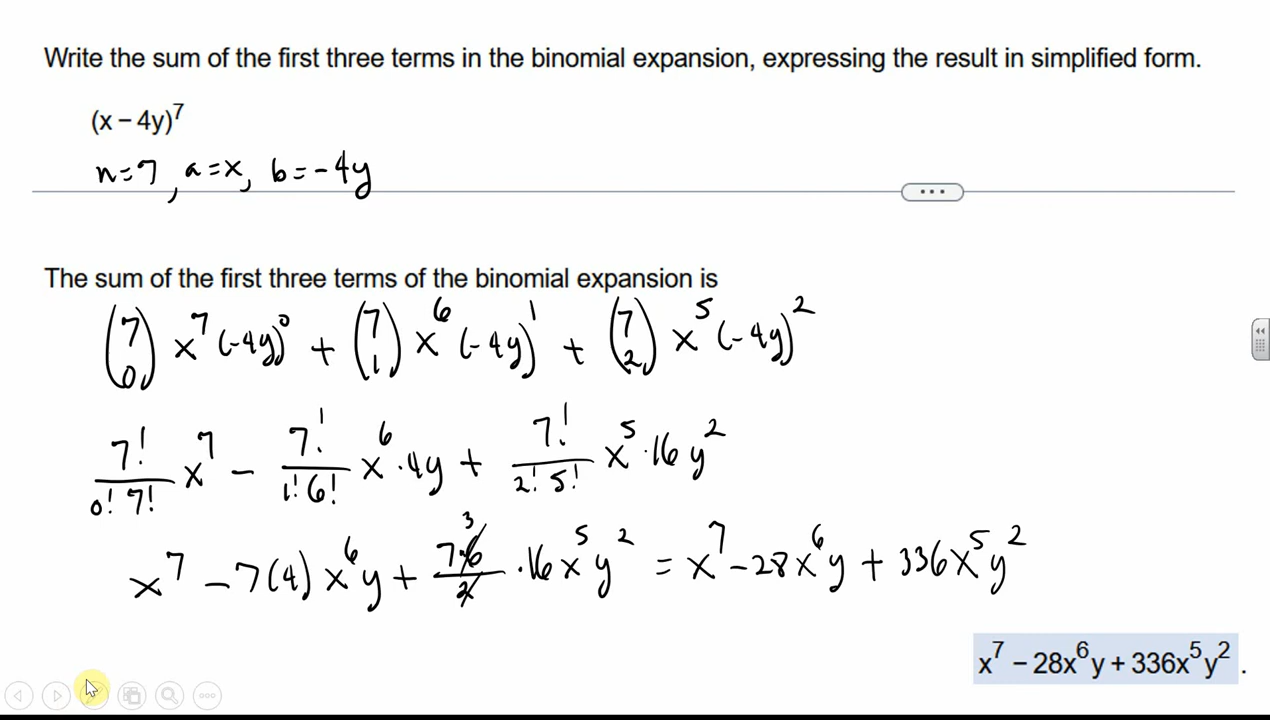 Write the sum of the first three terms in the binomial expansion, expressing the result in simplified form.
(x − 4y)^7
n=7, a=x, b=-4y
The sum of the first three terms of the binomial expansion is
(7 0) x^7 (-4y)^0 + (7 1) x^6 (-4y)^1 + (7 2) x^5 (-4y)^2
7!/(0! 7!) x^7 - 7!/(1! 6!) x^6 · 4y + 7!/(2! 5!) x^5 · 16y^2
x^7 - 7(4) x^6 y + 7·6/2 · 16x^5 y^2 = x^7 - 28x^6 y + 336x^5 y^2
3
x^7 − 28x^6y + 336x^5y^2.